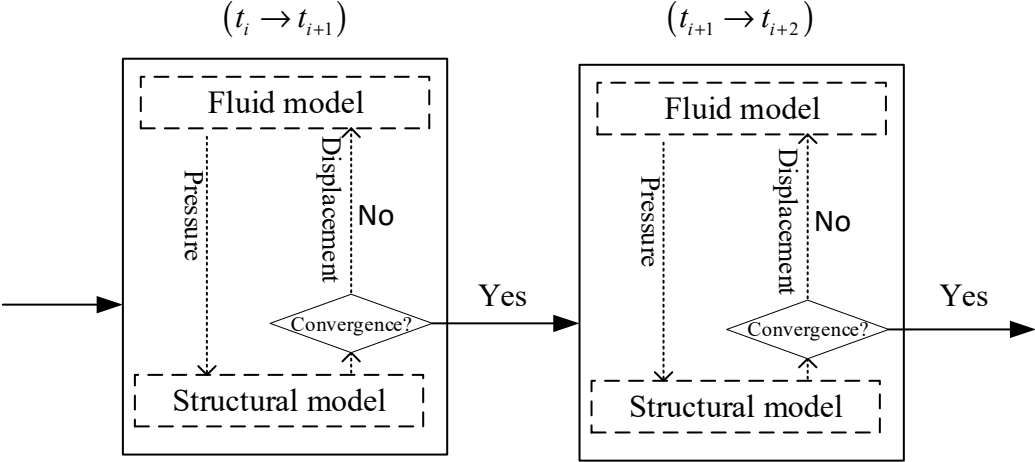 (t_i → t_{i+1})
Fluid model
Pressure
Displacement
No
Convergence?
Structural model
Yes
(t_{i+1} → t_{i+2})
Fluid model
Pressure
Displacement
No
Convergence?
Structural model
Yes